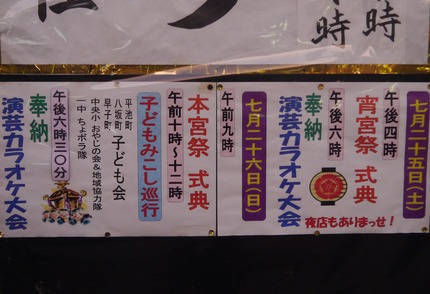 時
時
七月二十五日(土)
午後四時
宵宮祭 式典
午後六時
奉納
演芸カラオケ大会
夜店もありまっせ!
七月二十六日(日)
午前九時
本宮祭 式典
午前十時~十二時
子どもみこし巡行
平池町
八坂町 子ども会
早子町
中央小 おやじの会&地域協力隊
一中 ちょボラ隊
午後六時三〇分
奉納
演芸カラオケ大会